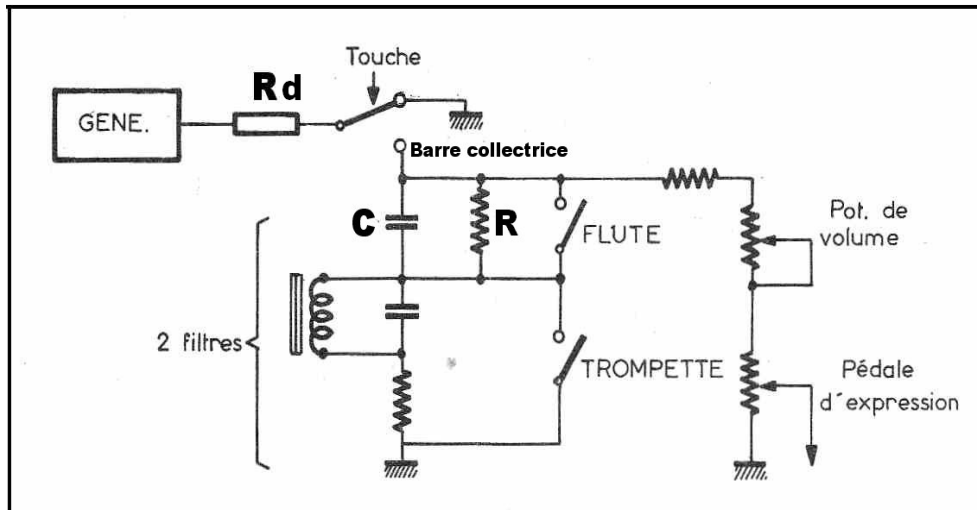 Touche
Rd
GENE.
Barre collectrice
C
R
FLUTE
Pot. de
volume
2 filtres
TROMPETTE
Pédale
d'expression